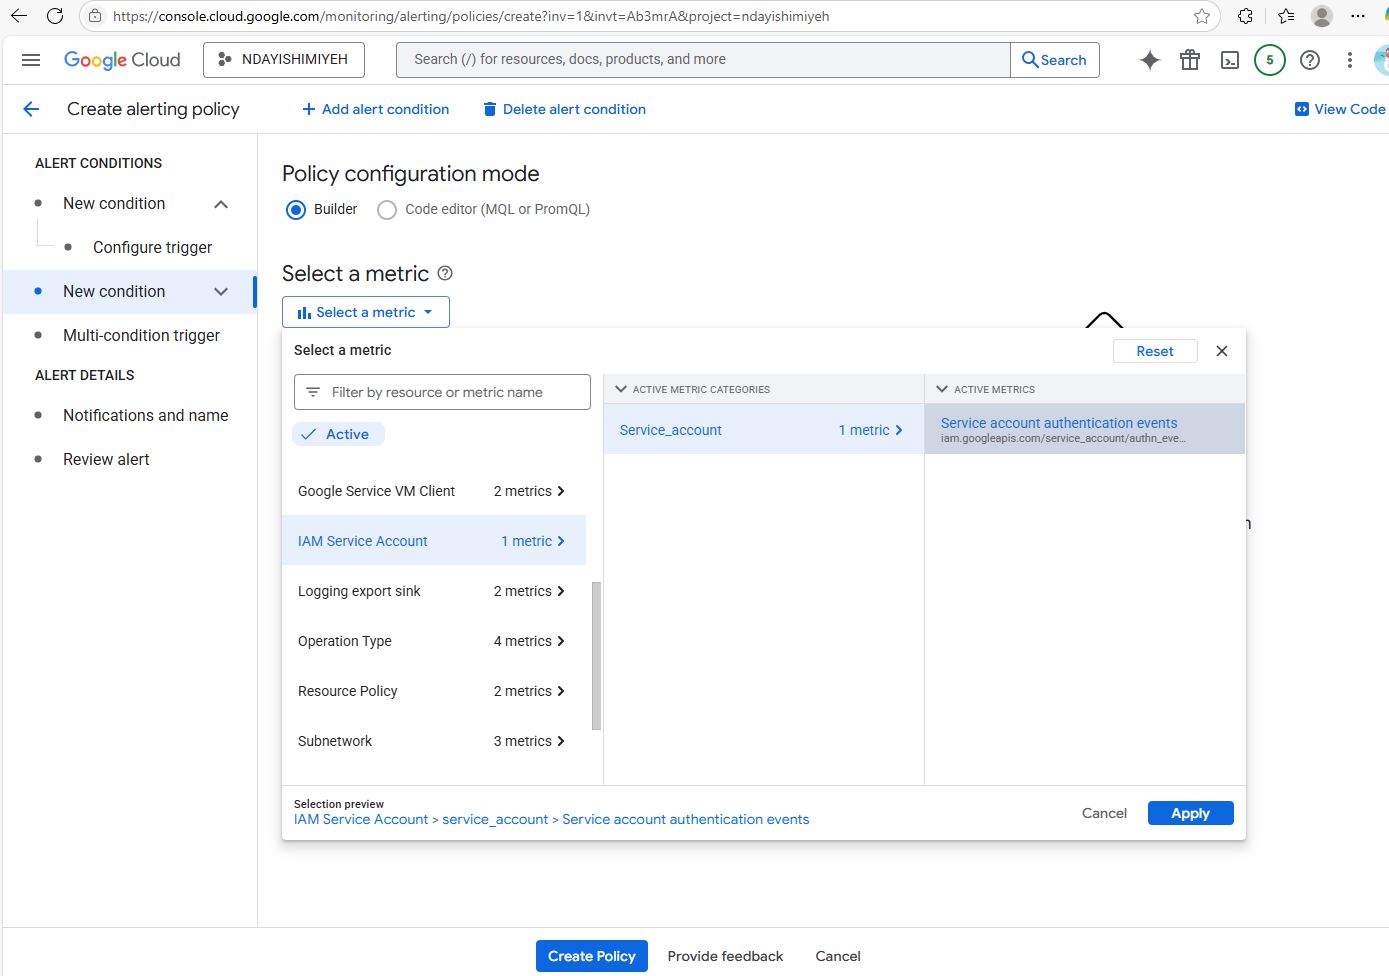 https://console.cloud.google.com/monitoring/alerting/policies/create?inv=1&invt=Ab3mrA&project=ndayishimiyeh
Google Cloud
NDAYISHIMIYEH
Search (/) for resources, docs, products, and more
Search
5
Create alerting policy
Add alert condition
Delete alert condition
View Code
ALERT CONDITIONS
New condition
Configure trigger
New condition
Multi-condition trigger
ALERT DETAILS
Notifications and name
Review alert
Policy configuration mode
Builder
Code editor (MQL or PromQL)
Select a metric
Select a metric
Select a metric
Reset
Filter by resource or metric name
Active
Google Service VM Client 2 metrics
IAM Service Account 1 metric
Logging export sink 2 metrics
Operation Type 4 metrics
Resource Policy 2 metrics
Subnetwork 3 metrics
ACTIVE METRIC CATEGORIES
Service_account 1 metric
ACTIVE METRICS
Service account authentication events
iam.googleapis.com/service_account/authn_eve...
Selection preview
IAM Service Account > service_account > Service account authentication events
Cancel
Apply
Create Policy
Provide feedback
Cancel